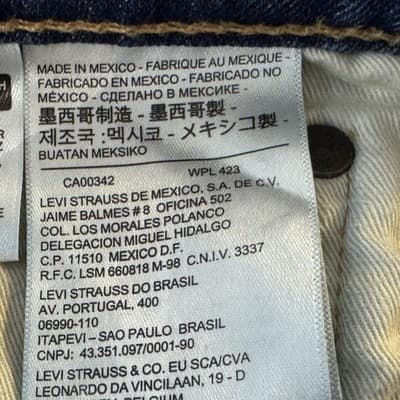 MADE IN MEXICO - FABRIQUE AU MEXIQUE -
FABRICADO EN MEXICO - FABRICADO NO
MÉXICO - СДЕЛАНО В МЕКСИКЕ -
墨西哥制造 - 墨西哥製 -
제조국 :멕시코 - メキシコ製 -
BUATAN MEKSIKO
CA00342 WPL 423
LEVI STRAUSS DE MEXICO, S.A. DE C.V.
JAIME BALMES # 8 OFICINA 502
COL. LOS MORALES POLANCO
DELEGACION MIGUEL HIDALGO
C.P. 11510 MEXICO D.F.
R.F.C. LSM 660818 M-98 C.N.I.V. 3337
LEVI STRAUSS DO BRASIL
AV. PORTUGAL, 400
06990-110
ITAPEVI – SAO PAULO BRASIL
CNPJ: 43.351.097/0001-90
LEVI STRAUSS & CO. EU SCA/CVA
LEONARDO DA VINCILAAN, 19 - D